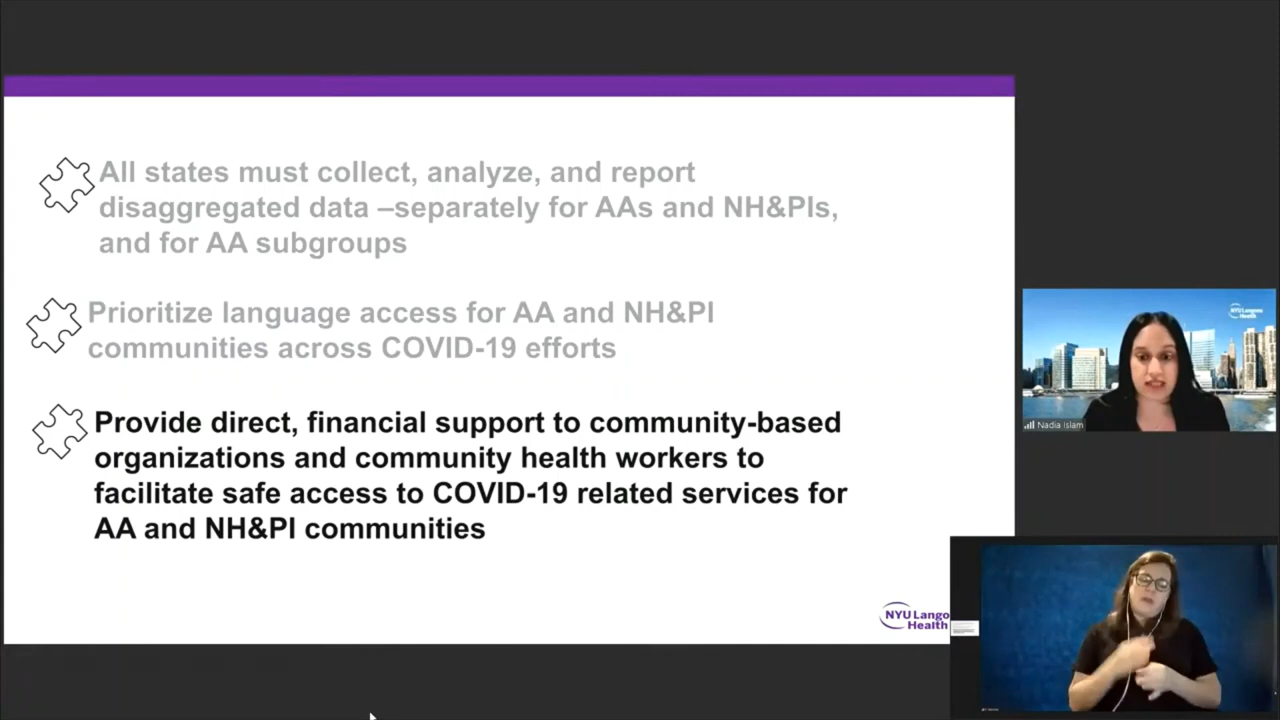 All states must collect, analyze, and report
disaggregated data –separately for AAs and NH&PIs,
and for AA subgroups
Prioritize language access for AA and NH&PI
communities across COVID-19 efforts
Provide direct, financial support to community-based
organizations and community health workers to
facilitate safe access to COVID-19 related services for
AA and NH&PI communities
NYU Lango
Health
NYU Langone
Health
Nadia Islam